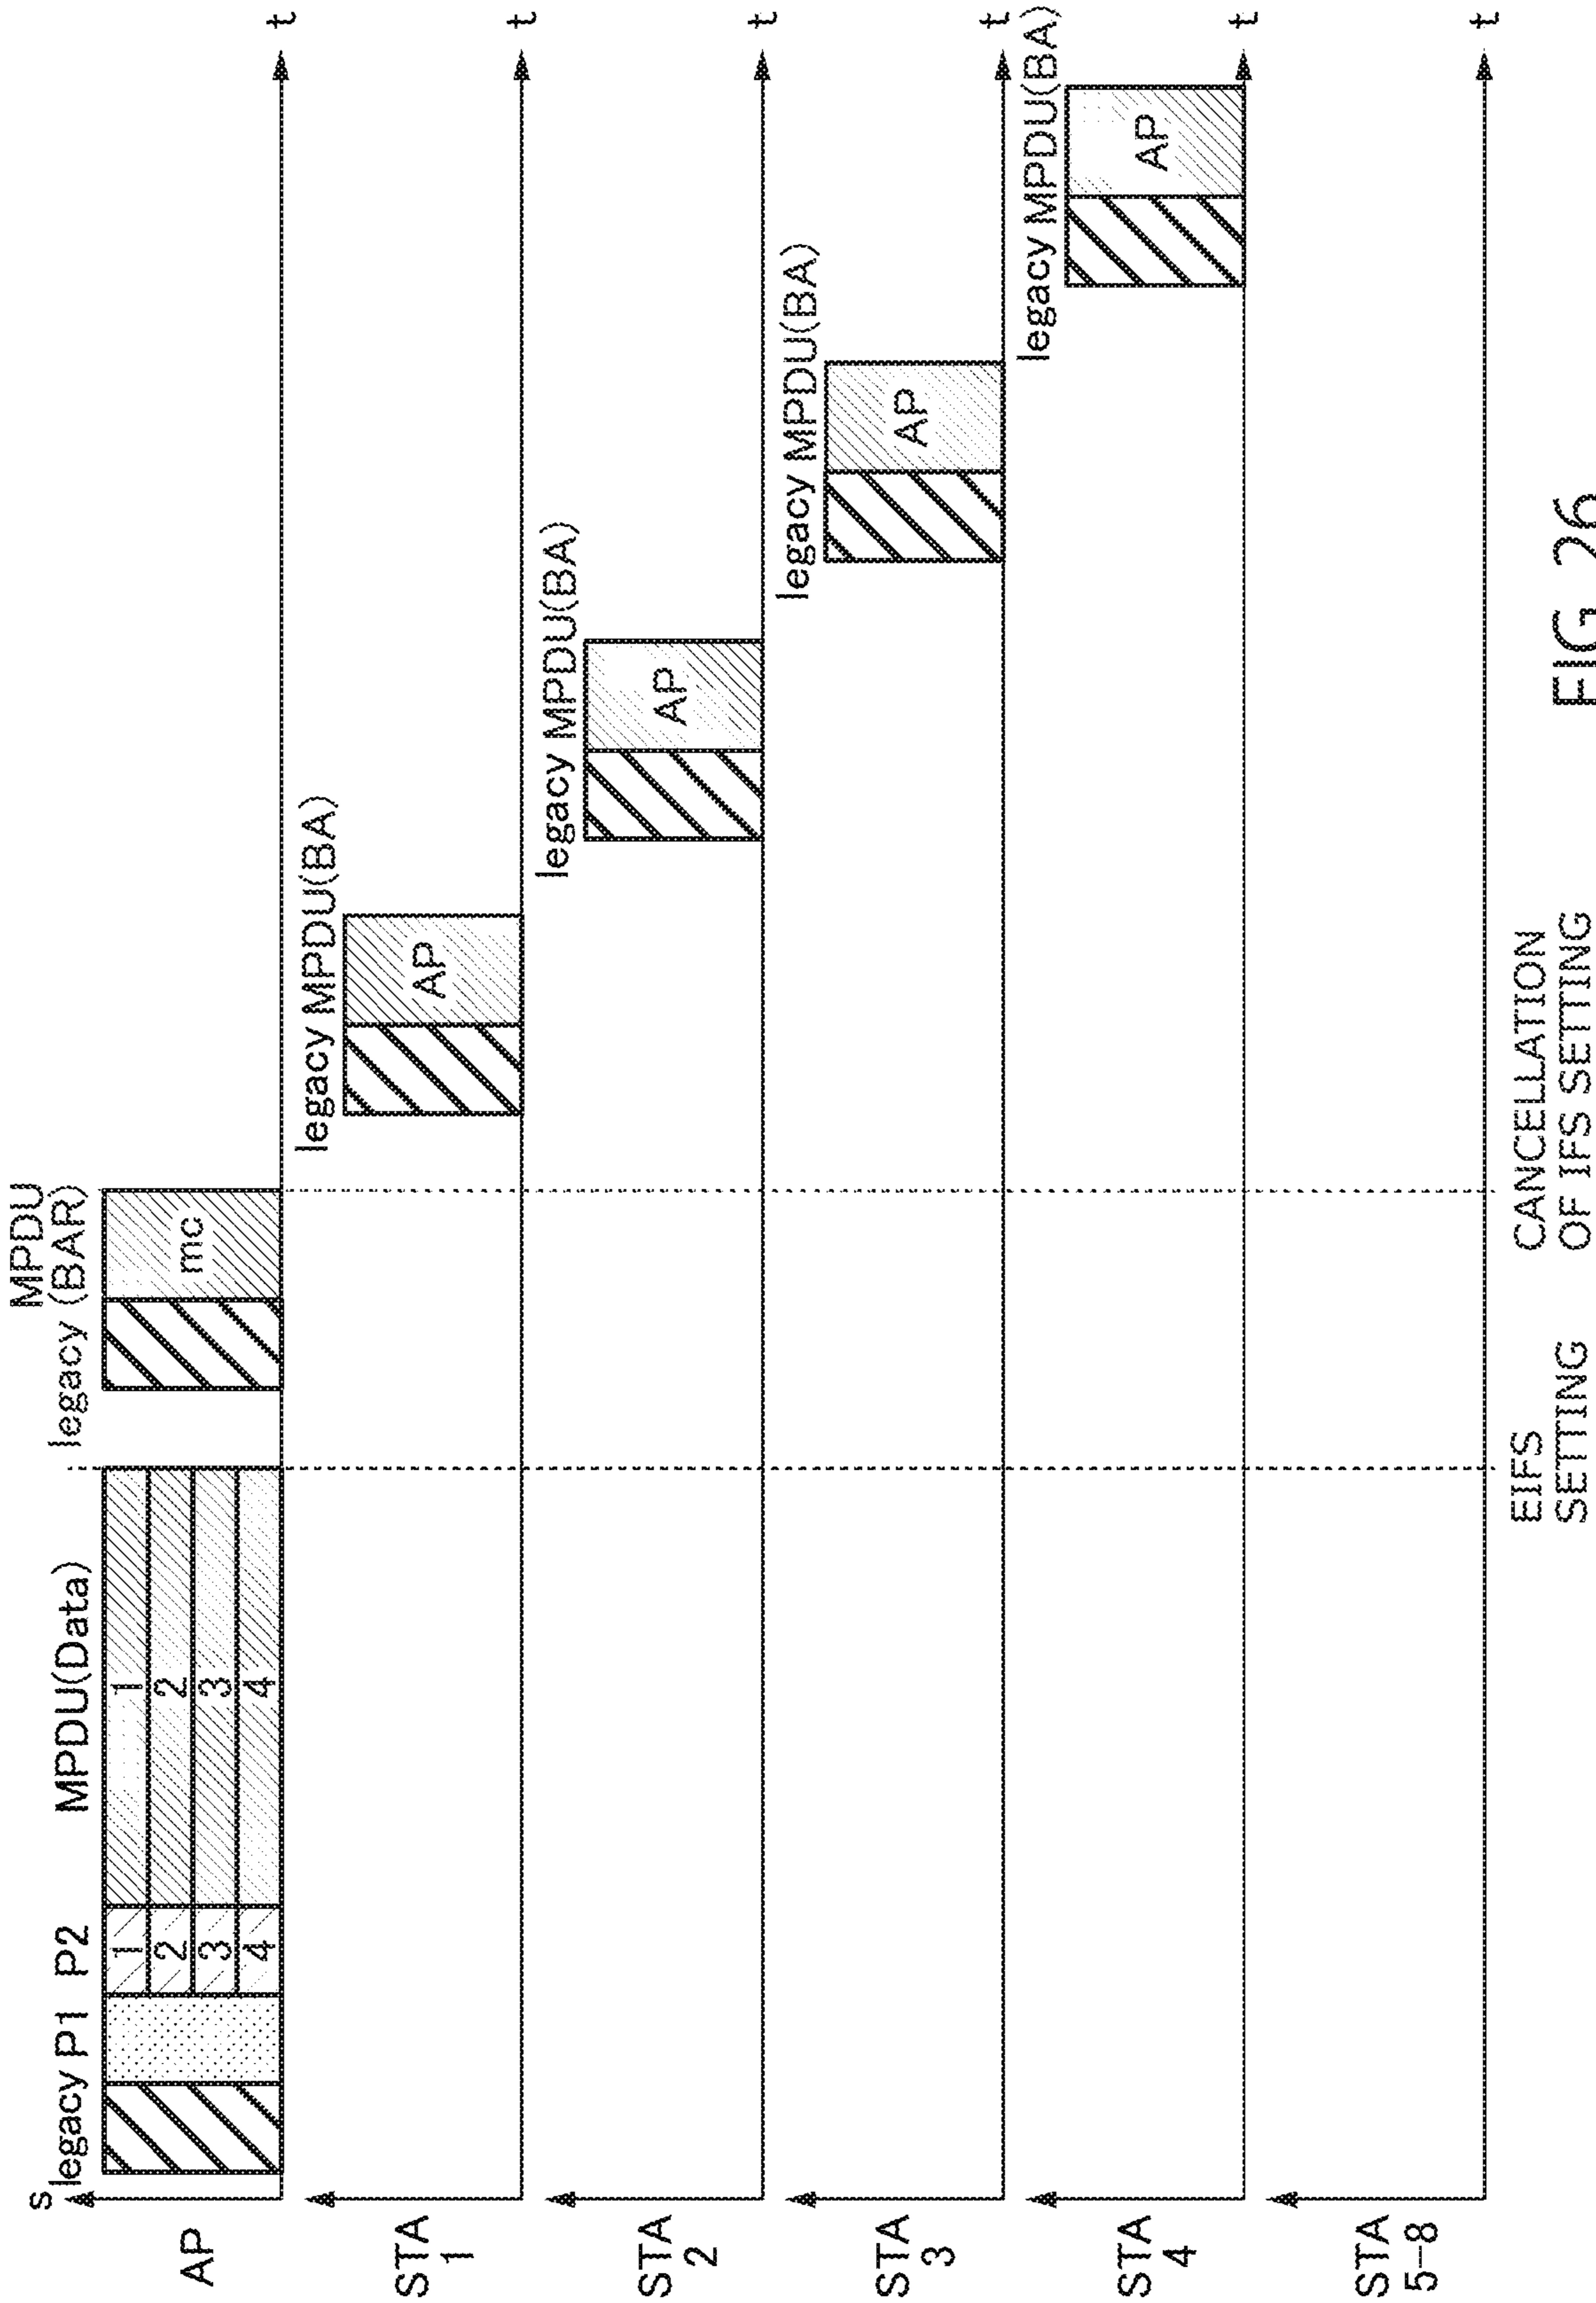 s
legacy P1 P2 MPDU(Data)
MPDU
legacy (BAR)
AP
1
2
3
4
1
2
3
4
mc
t
STA
1
legacy MPDU(BA)
AP
t
STA
2
legacy MPDU(BA)
AP
t
STA
3
legacy MPDU(BA)
AP
t
STA
4
legacy MPDU(BA)
AP
t
STA
5-8
t
EIFS
SETTING
CANCELLATION
OF IFS SETTING
FIG. 26